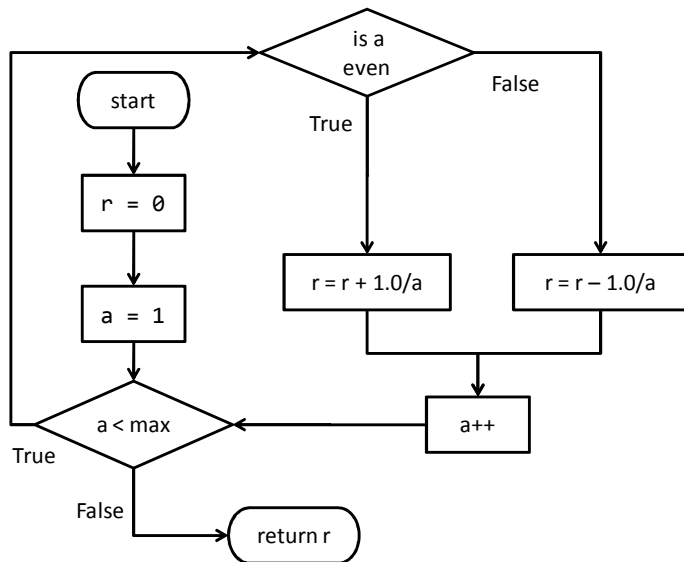 start
r = 0
a = 1
a < max
True
False
return r
is a
even
True
False
r = r + 1.0/a
r = r – 1.0/a
a++